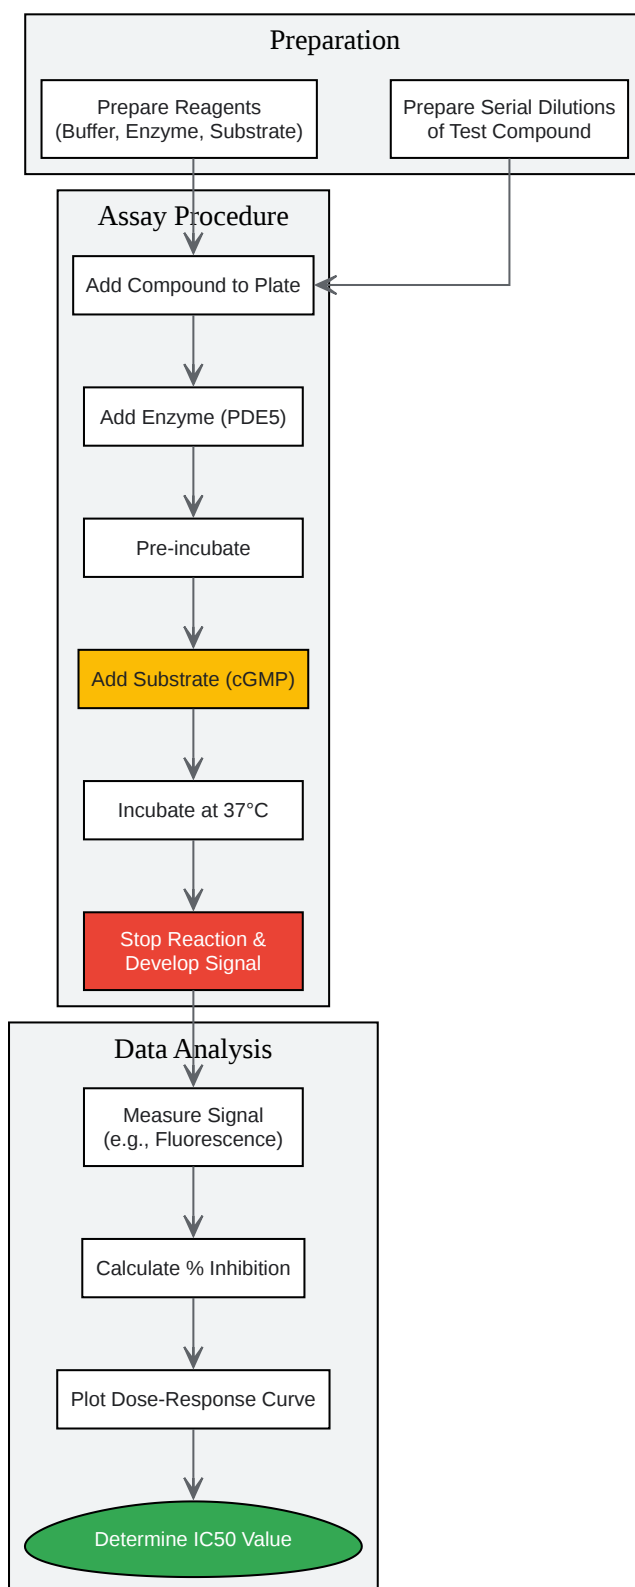 Preparation
Prepare Reagents
(Buffer, Enzyme, Substrate)
Prepare Serial Dilutions
of Test Compound
Assay Procedure
Add Compound to Plate
Add Enzyme (PDE5)
Pre-incubate
Add Substrate (cGMP)
Incubate at 37°C
Stop Reaction &
Develop Signal
Data Analysis
Measure Signal
(e.g., Fluorescence)
Calculate % Inhibition
Plot Dose-Response Curve
Determine IC50 Value